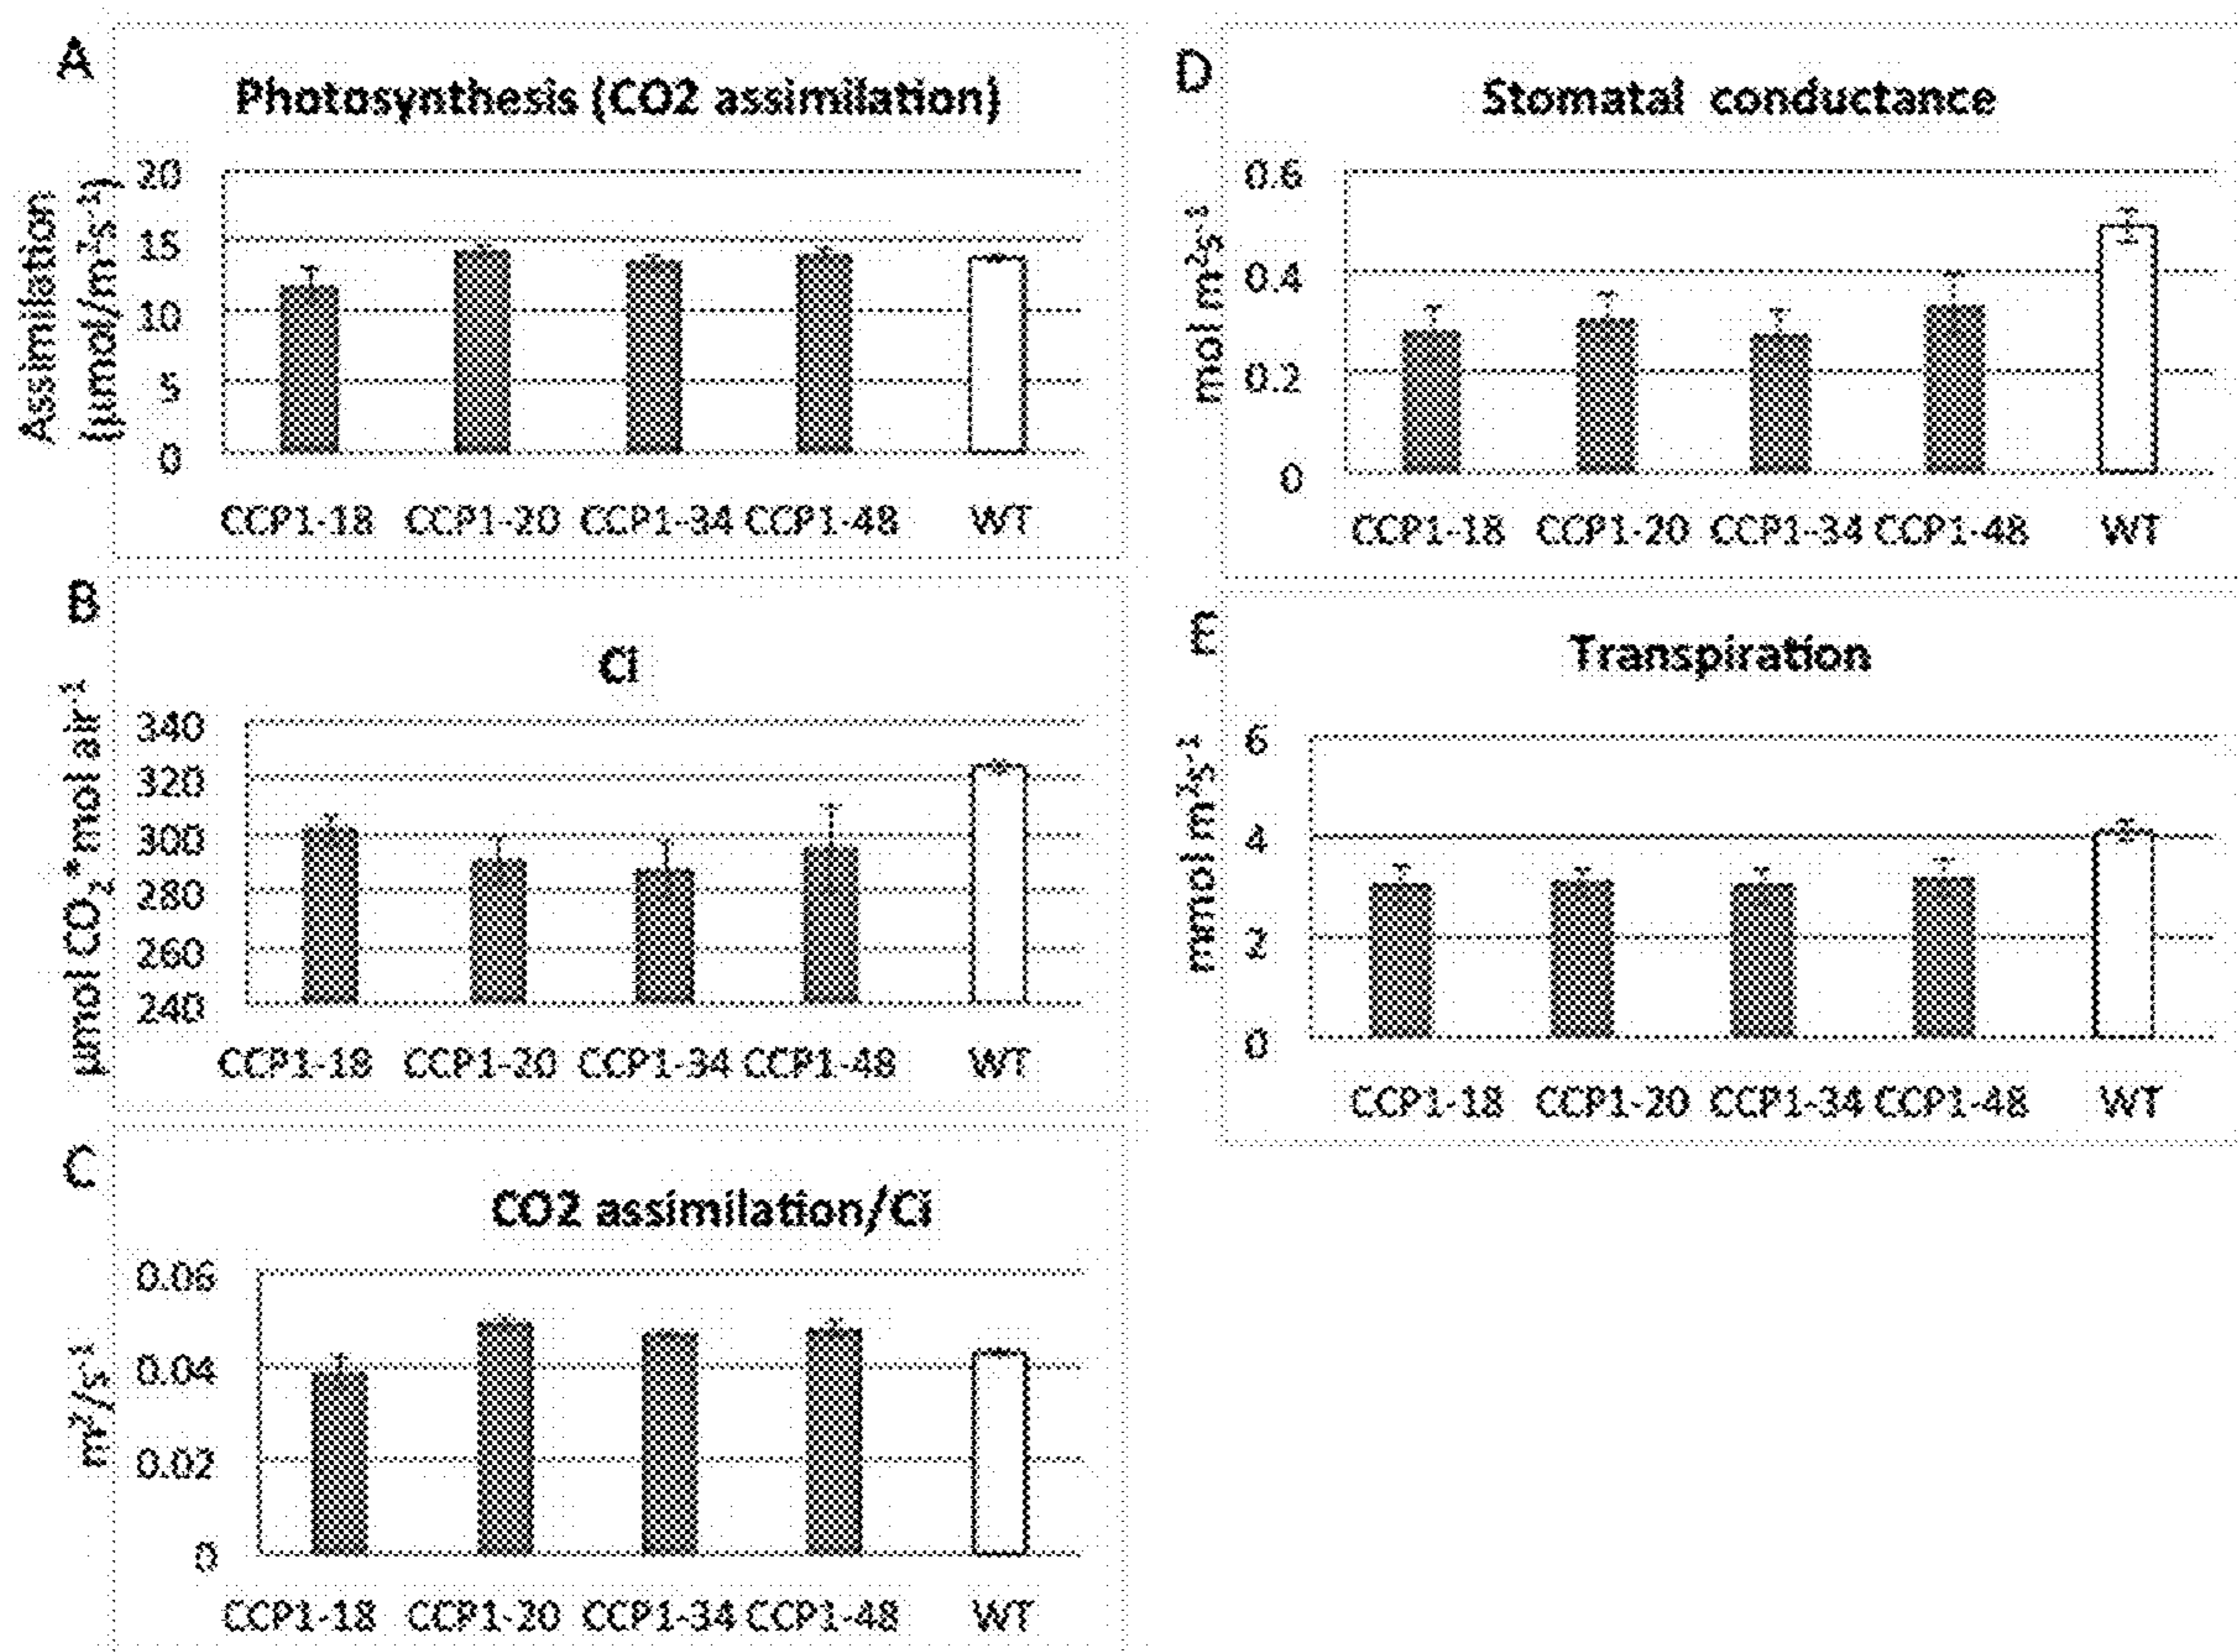 A
Photosynthesis (CO2 assimilation)
Assimilation
(µmol/m⁻²s⁻¹)
20
15
10
5
0
CCP1-18 CCP1-20 CCP1-34 CCP1-48 WT
B
Ci
µmol CO₂*mol air⁻¹
340
320
300
280
260
240
CCP1-18 CCP1-20 CCP1-34 CCP1-48 WT
C
CO2 assimilation/Ci
m²/s⁻¹
0.06
0.04
0.02
0
CCP1-18 CCP1-20 CCP1-34 CCP1-48 WT
D
Stomatal conductance
mol m²s⁻¹
0.6
0.4
0.2
0
CCP1-18 CCP1-20 CCP1-34 CCP1-48 WT
E
Transpiration
mmol m²s⁻¹
6
4
2
0
CCP1-18 CCP1-20 CCP1-34 CCP1-48 WT